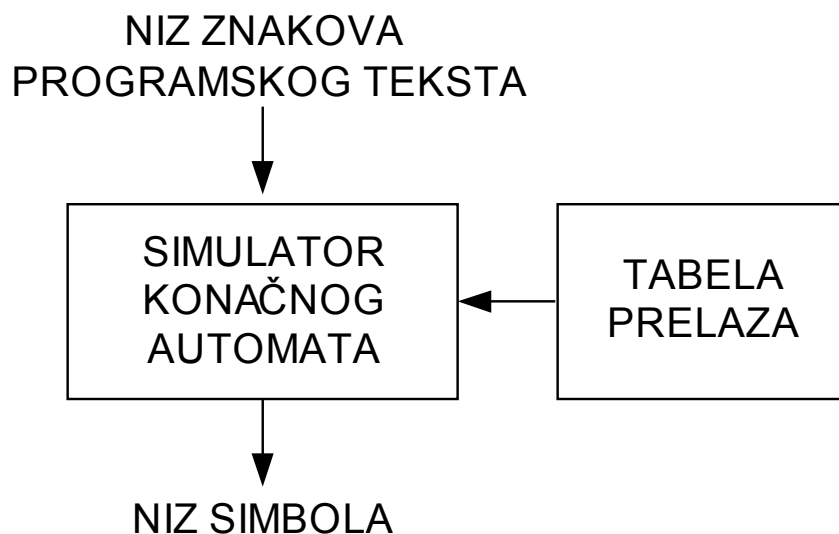 NIZ ZNAKOVA
PROGRAMSKOG TEKSTA
SIMULATOR
KONAČNOG
AUTOMATA
TABELA
PRELAZA
NIZ SIMBOLA